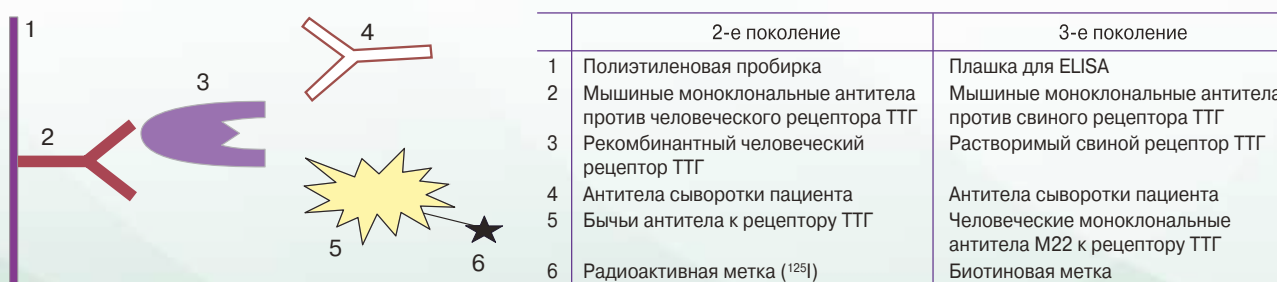 1
4
3
2
5
6
2-е поколение 3-е поколение
1 Полиэтиленовая пробирка Плашка для ELISA
2 Мышиные моноклональные антитела Мышиные моноклональные антитела
против человеческого рецептора ТТГ против свиного рецептора ТТГ
3 Рекомбинантный человеческий Растворимый свиной рецептор ТТГ
рецептор ТТГ
4 Антитела сыворотки пациента Антитела сыворотки пациента
5 Бычьи антитела к рецептору ТТГ Человеческие моноклональные
антитела М22 к рецептору ТТГ
6 Радиоактивная метка (¹²⁵I) Биотиновая метка